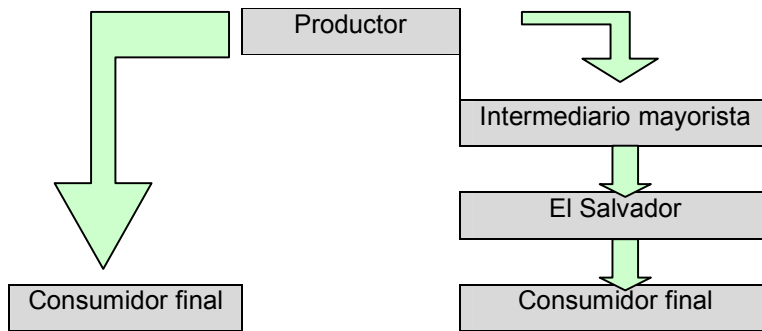 Productor
Intermediario mayorista
El Salvador
Consumidor final
Consumidor final